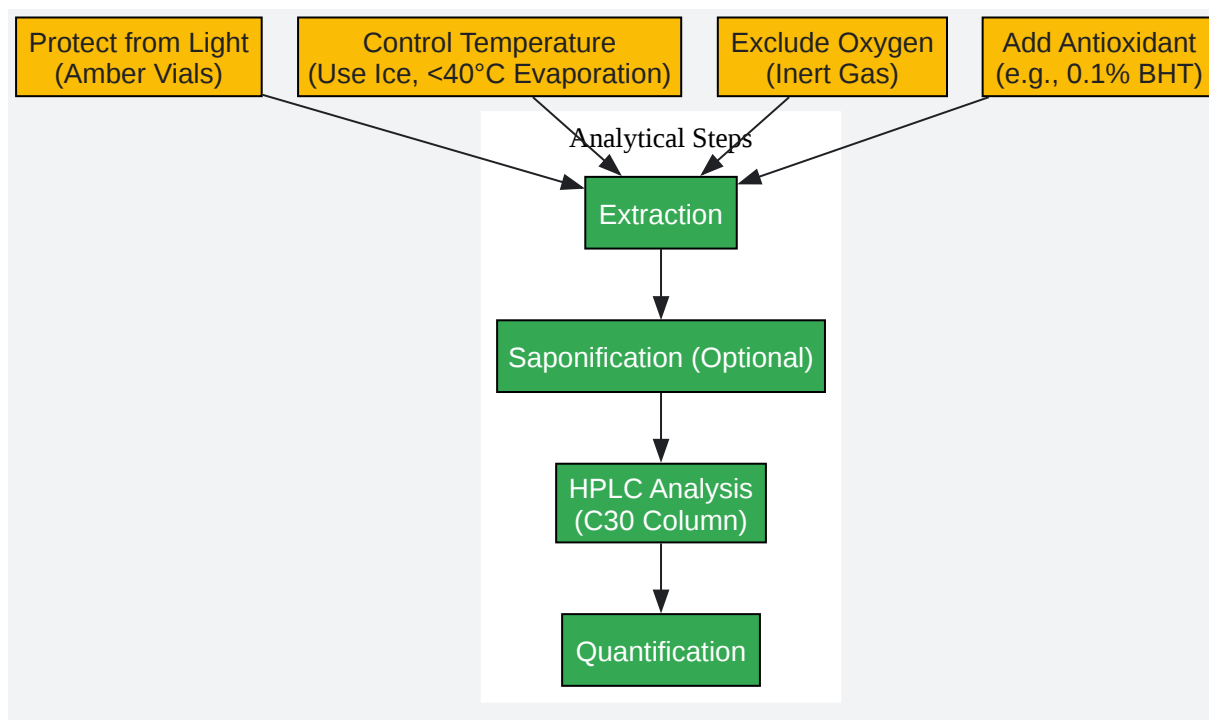 Protect from Light
(Amber Vials)
Control Temperature
(Use Ice, <40°C Evaporation)
Exclude Oxygen
(Inert Gas)
Add Antioxidant
(e.g., 0.1% BHT)
Analytical Steps
Extraction
Saponification (Optional)
HPLC Analysis
(C30 Column)
Quantification